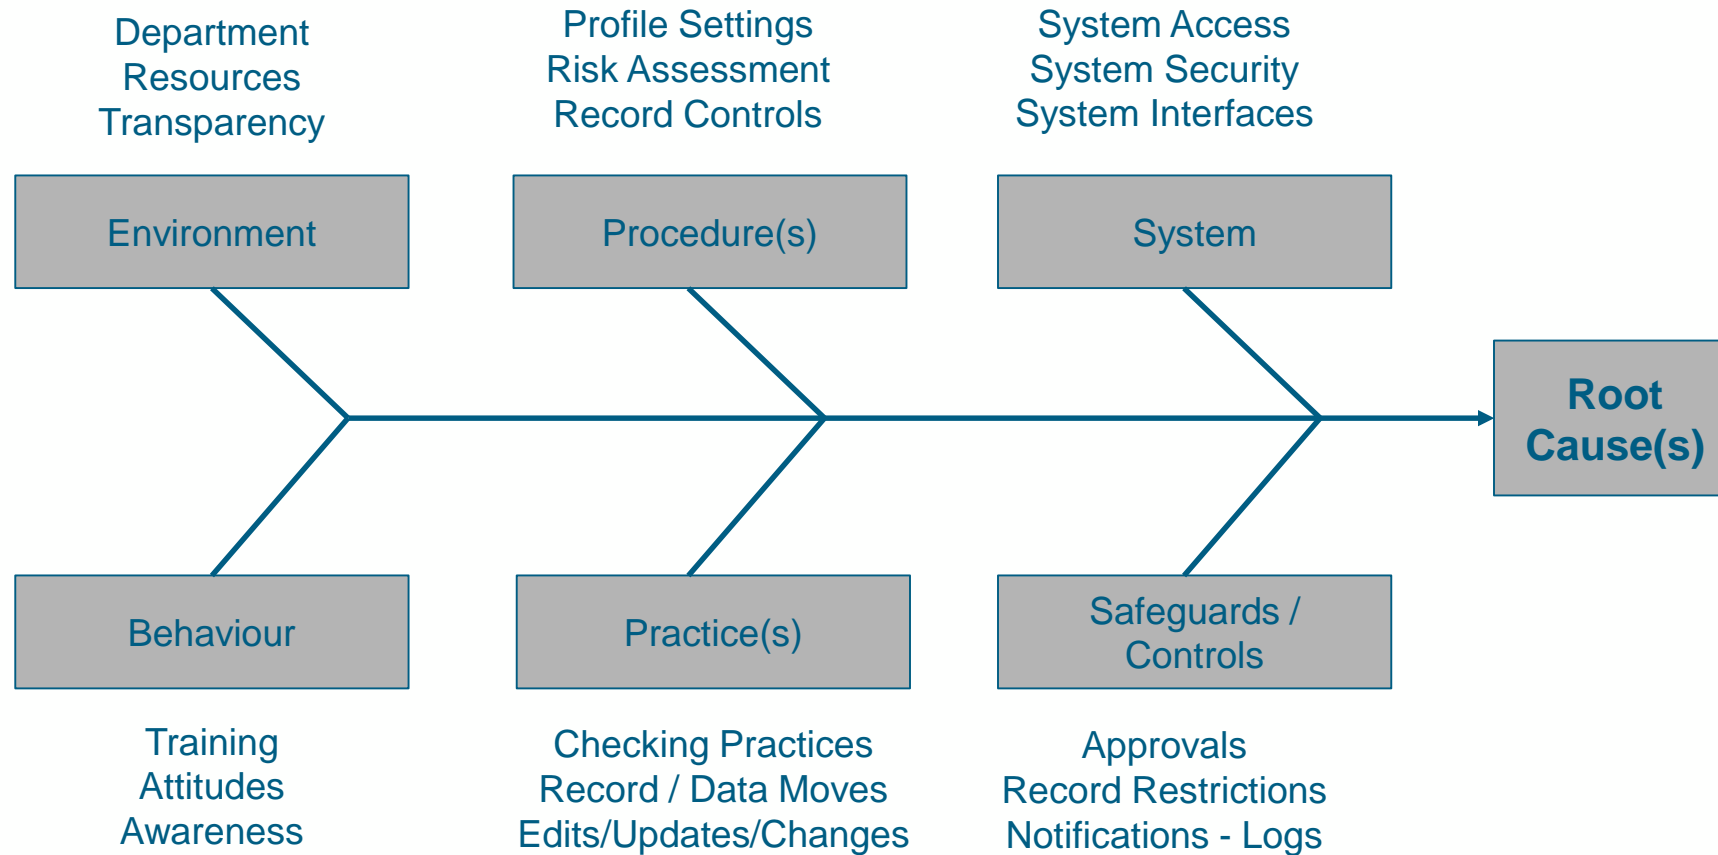 Department
Resources
Transparency
Profile Settings
Risk Assessment
Record Controls
System Access
System Security
System Interfaces
Environment
Procedure(s)
System
Root
Cause(s)
Behaviour
Practice(s)
Safeguards /
Controls
Training
Attitudes
Awareness
Checking Practices
Record / Data Moves
Edits/Updates/Changes
Approvals
Record Restrictions
Notifications - Logs